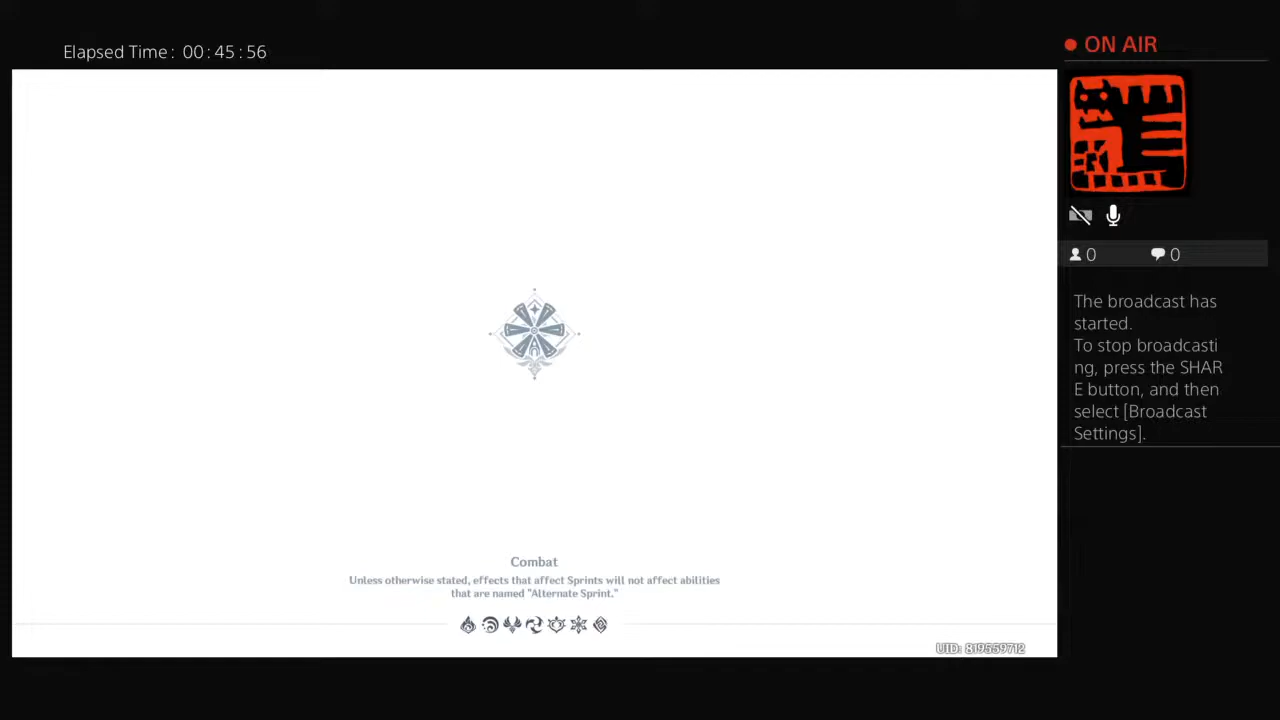 Elapsed Time: 00:45:56
ON AIR
0
0
The broadcast has
started.
To stop broadcasti
ng, press the SHAR
E button, and then
select [Broadcast
Settings].
Combat
Unless otherwise stated, effects that affect Sprints will not affect abilities
that are named "Alternate Sprint."
UID: 819559712